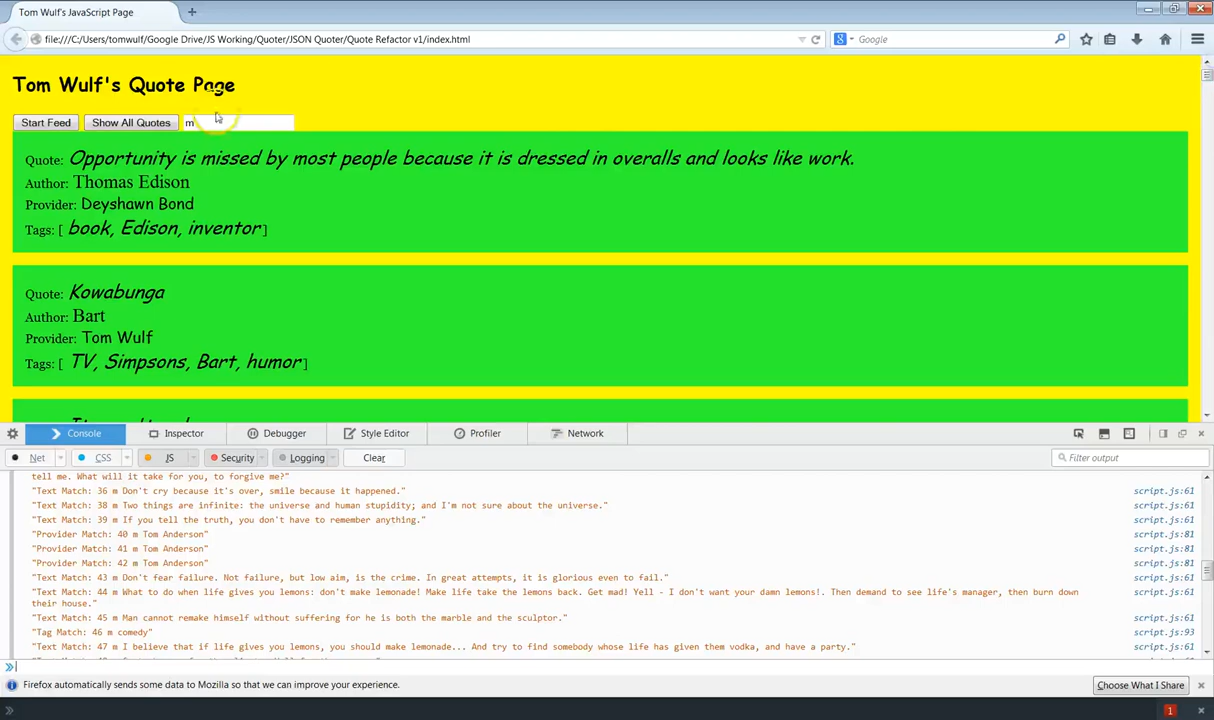 Tom Wulf's JavaScript Page
file:///C:/Users/tomwulf/Google Drive/JS Working/Quoter/JSON Quoter/Quote Refactor v1/index.html
Google
Tom Wulf's Quote Page
Start Feed Show All Quotes m
Quote: Opportunity is missed by most people because it is dressed in overalls and looks like work.
Author: Thomas Edison
Provider: Deyshawn Bond
Tags: [ book, Edison, inventor ]
Quote: Kowabunga
Author: Bart
Provider: Tom Wulf
Tags: [ TV, Simpsons, Bart, humor ]
Console Inspector Debugger Style Editor Profiler Network
Net CSS JS Security Logging Clear Filter output
tell me. What will it take for you, to forgive me?"
"Text Match: 36 m Don't cry because it's over, smile because it happened." script.js:61
"Text Match: 38 m Two things are infinite: the universe and human stupidity; and I'm not sure about the universe." script.js:61
"Text Match: 39 m If you tell the truth, you don't have to remember anything." script.js:61
"Provider Match: 40 m Tom Anderson" script.js:81
"Provider Match: 41 m Tom Anderson" script.js:81
"Provider Match: 42 m Tom Anderson" script.js:81
"Text Match: 43 m Don't fear failure. Not failure, but low aim, is the crime. In great attempts, it is glorious even to fail." script.js:61
"Text Match: 44 m What to do when life gives you lemons: don't make lemonade! Make life take the lemons back. Get mad! Yell - I don't want your damn lemons!. Then demand to see life's manager, then burn down script.js:61
their house."
"Text Match: 45 m Man cannot remake himself without suffering for he is both the marble and the sculptor." script.js:61
"Tag Match: 46 m comedy" script.js:93
"Text Match: 47 m I believe that if life gives you lemons, you should make lemonade... And try to find somebody whose life has given them vodka, and have a party." script.js:61
Firefox automatically sends some data to Mozilla so that we can improve your experience. Choose What I Share
1